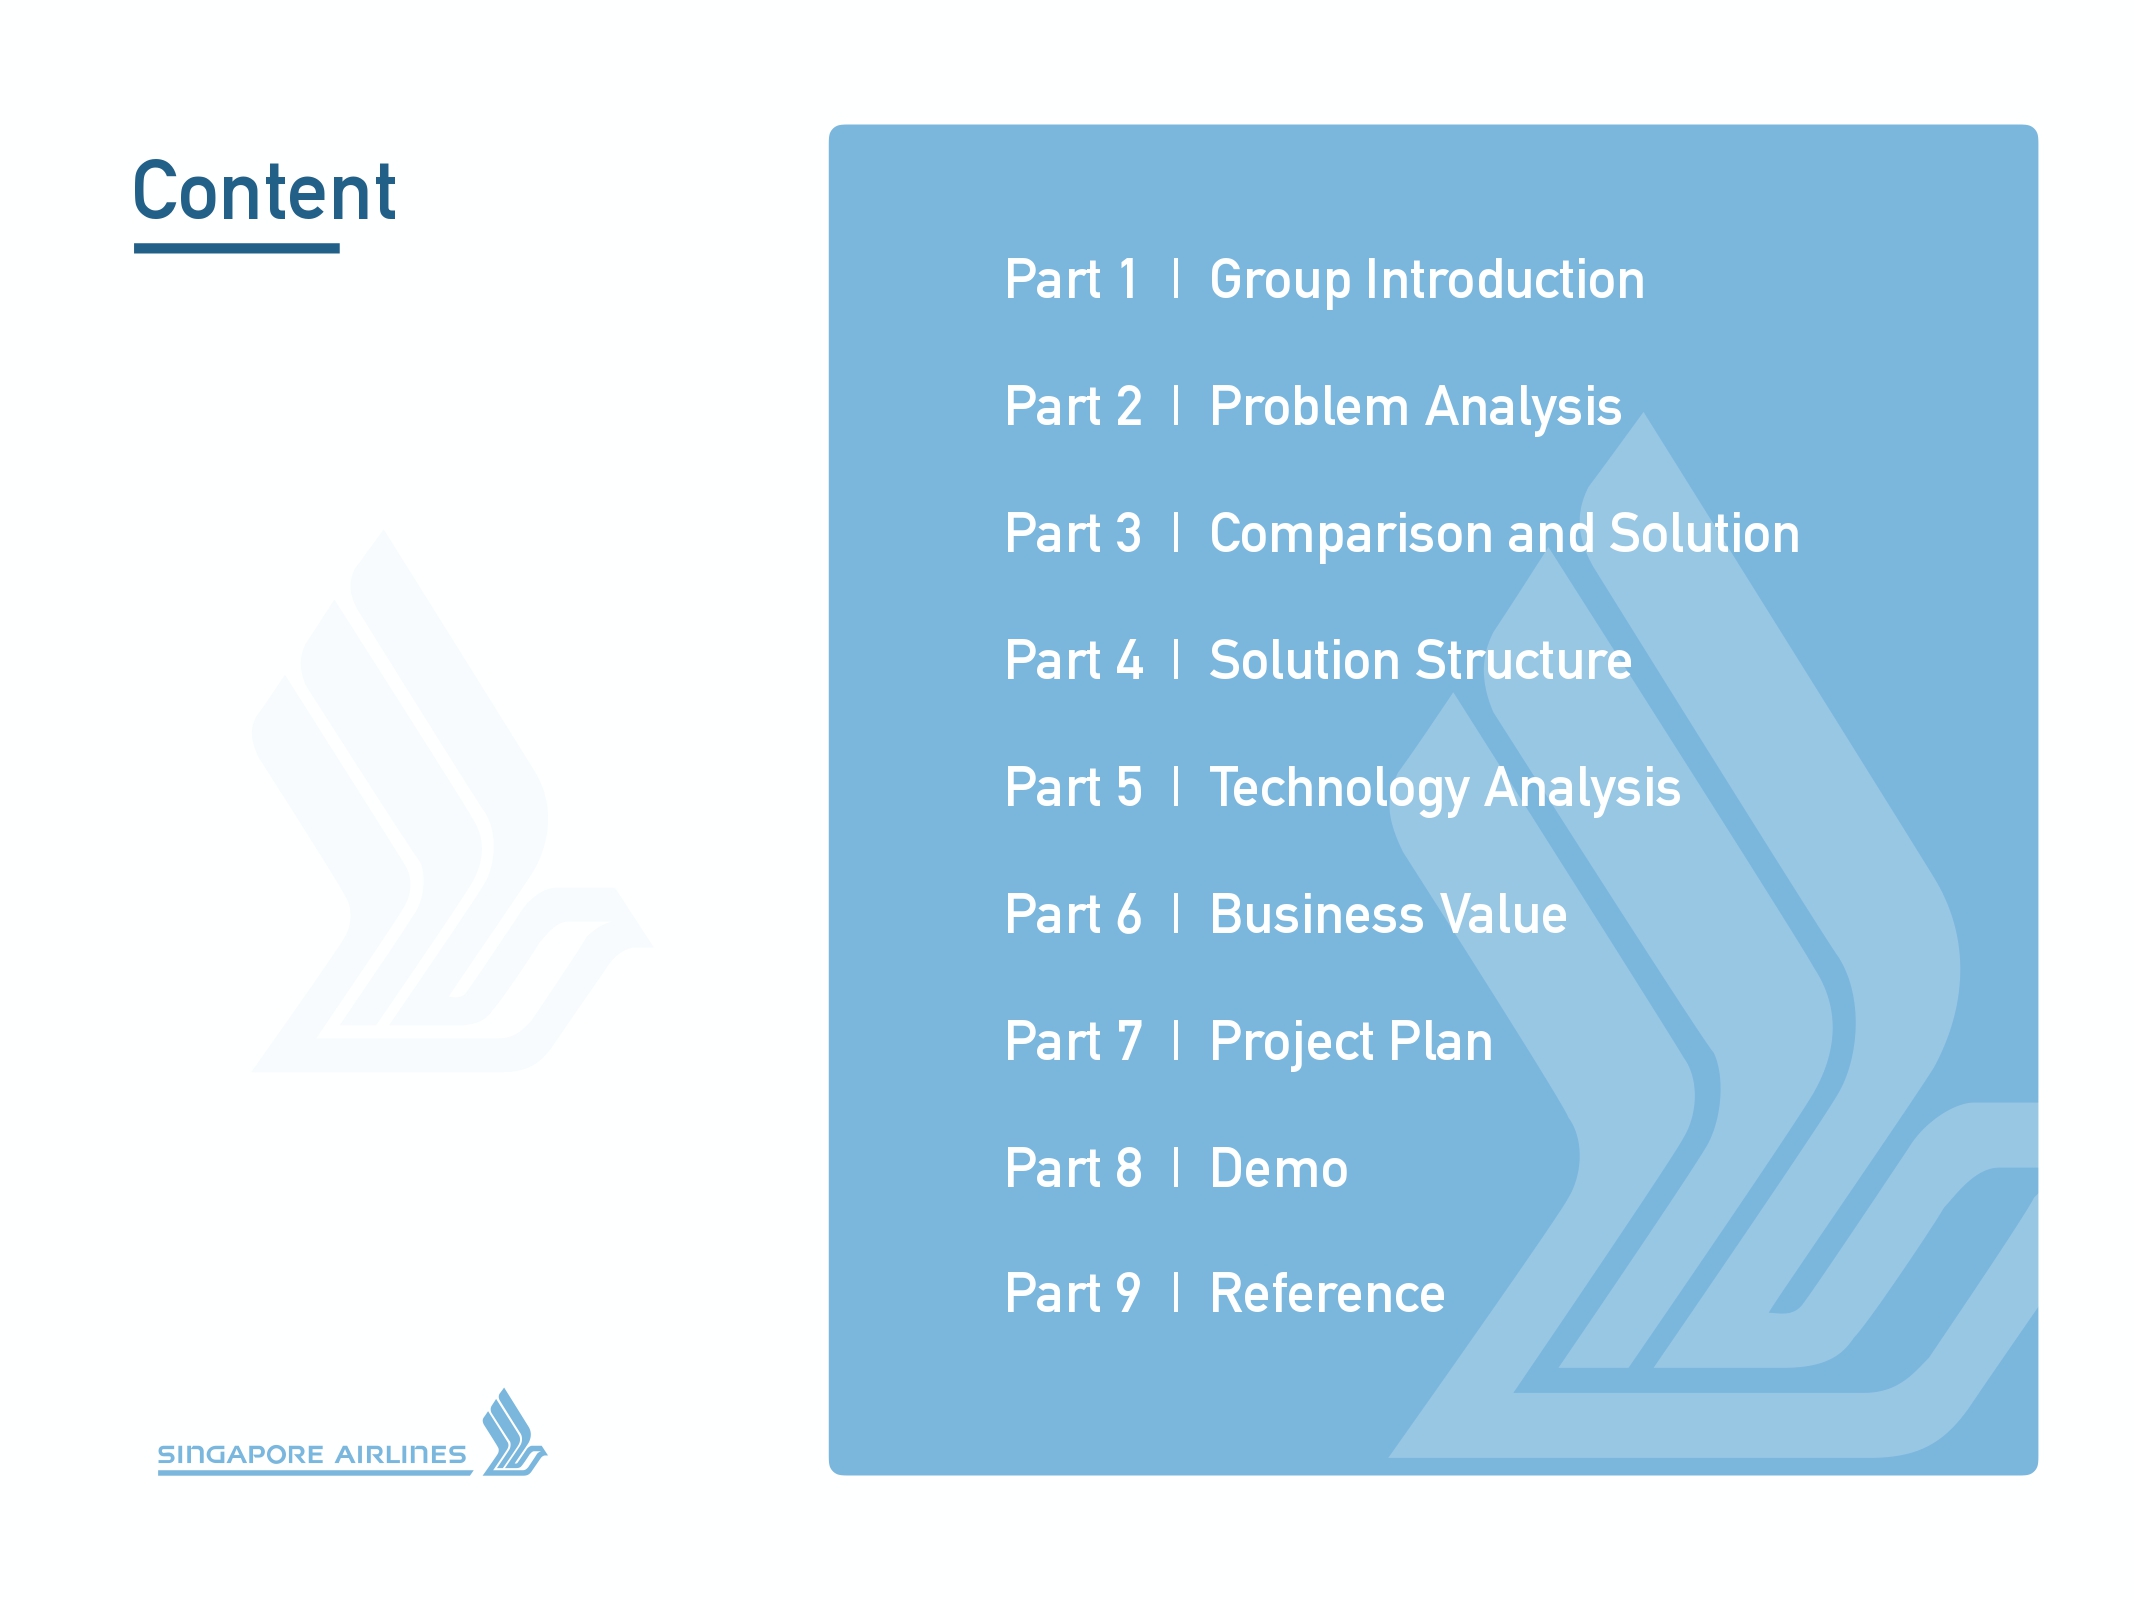 Content
Part 1 | Group Introduction
Part 2 | Problem Analysis
Part 3 | Comparison and Solution
Part 4 | Solution Structure
Part 5 | Technology Analysis
Part 6 | Business Value
Part 7 | Project Plan
Part 8 | Demo
Part 9 | Reference
SINGAPORE AIRLINES